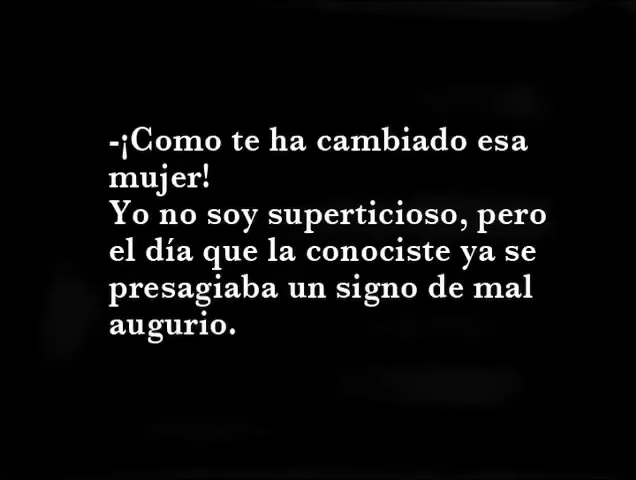 -¡Como te ha cambiado esa
mujer!
Yo no soy superticioso, pero
el día que la conociste ya se
presagiaba un signo de mal
augurio.